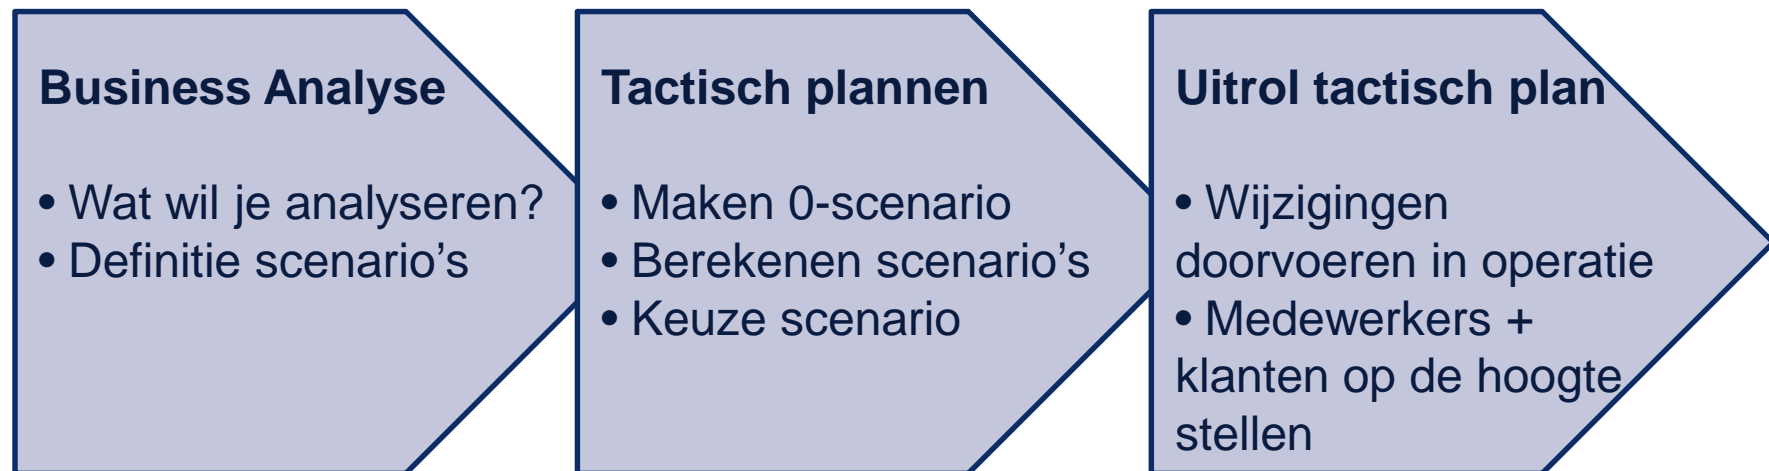 Business Analyse
• Wat wil je analyseren?
• Definitie scenario’s
Tactisch plannen
• Maken 0-scenario
• Berekenen scenario’s
• Keuze scenario
Uitrol tactisch plan
• Wijzigingen
doorvoeren in operatie
• Medewerkers +
klanten op de hoogte
stellen